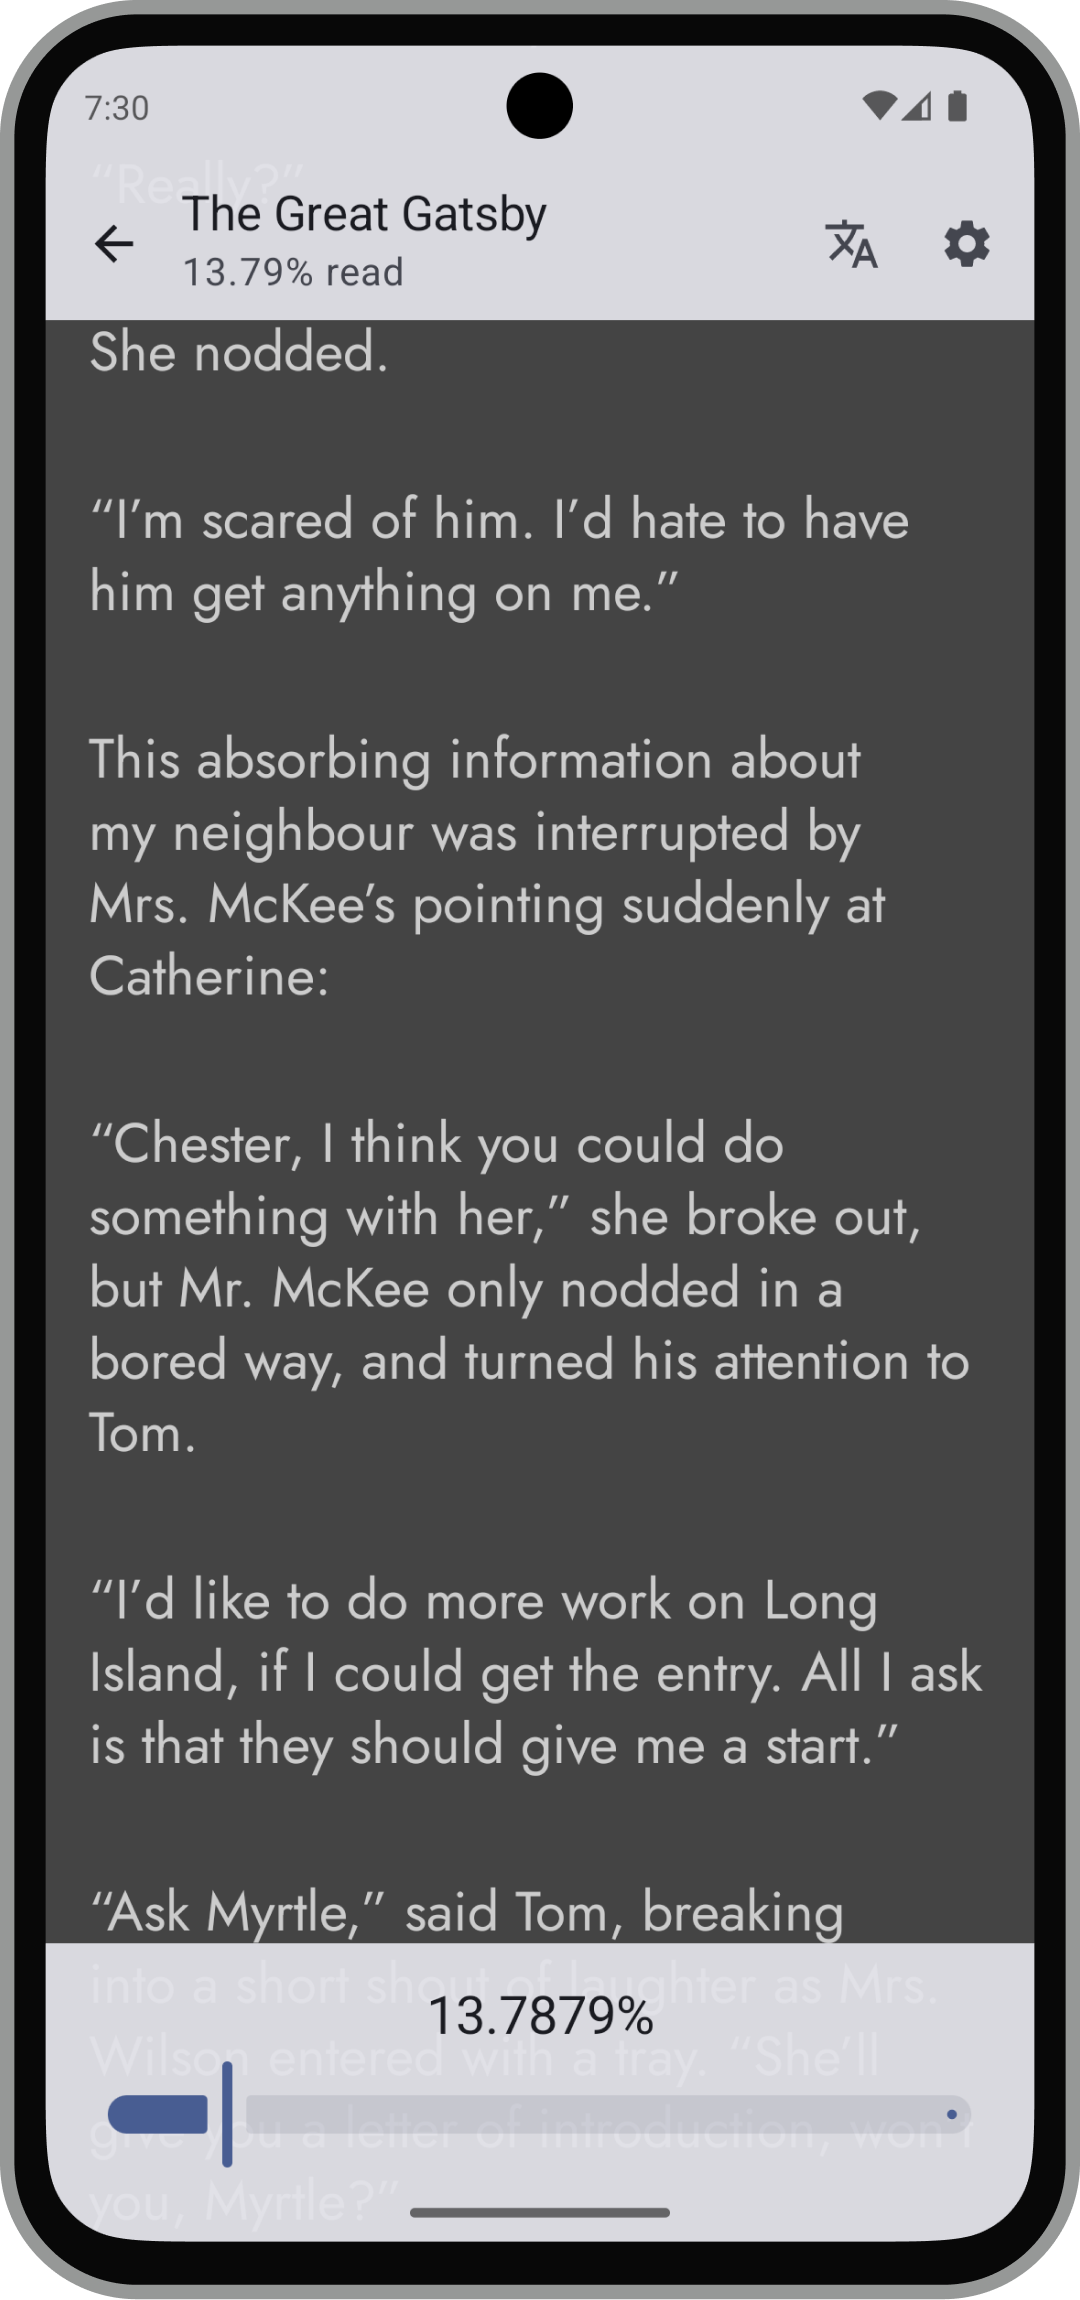 7:30
“Really?”
The Great Gatsby
13.79% read
She nodded.
“I’m scared of him. I’d hate to have
him get anything on me.”
This absorbing information about
my neighbour was interrupted by
Mrs. McKee’s pointing suddenly at
Catherine:
“Chester, I think you could do
something with her,” she broke out,
but Mr. McKee only nodded in a
bored way, and turned his attention to
Tom.
“I’d like to do more work on Long
Island, if I could get the entry. All I ask
is that they should give me a start.”
“Ask Myrtle,” said Tom, breaking
into a short shout of laughter as Mrs.
13.7879%
Wilson entered with a tray. “She’ll
give you a letter of introduction, won’t
you, Myrtle?”